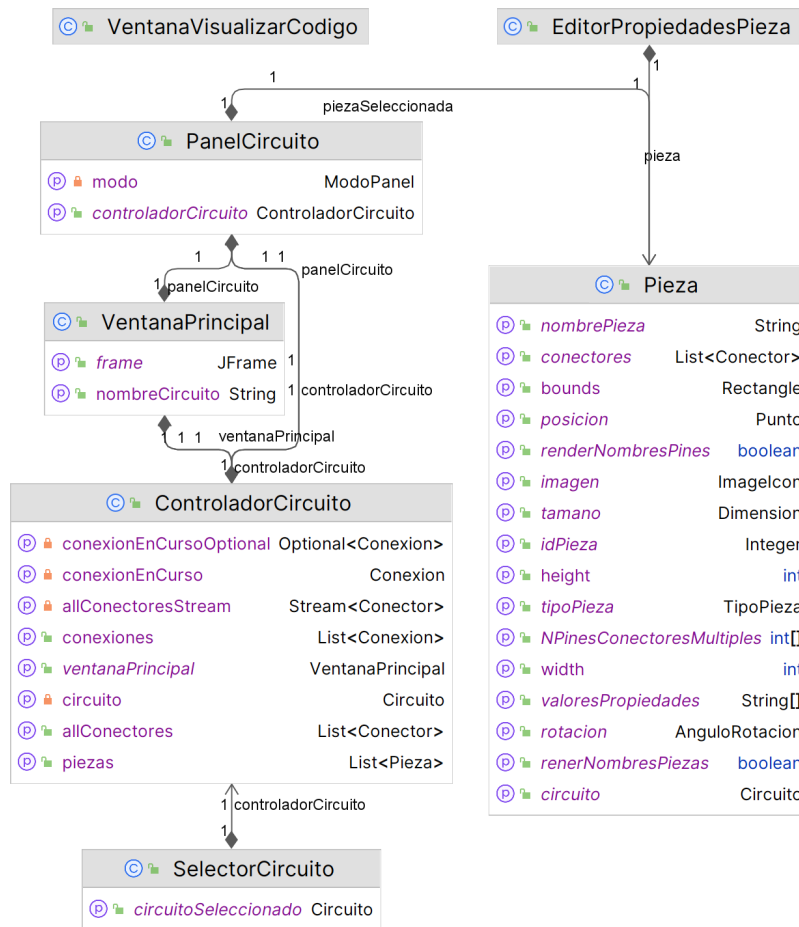 C VentanaVisualizarCodigo
C EditorPropiedadesPieza
1
1
1
1
piezaSeleccionada
pieza
C PanelCircuito
p modo ModoPanel
p controladorCircuito ControladorCircuito
1
1 1
panelCircuito
1 panelCircuito
C VentanaPrincipal
p frame JFrame
p nombreCircuito String
1
1 controladorCircuito
1 1 1 ventanaPrincipal
1 controladorCircuito
C ControladorCircuito
p conexionEnCursoOptional Optional<Conexion>
p conexionEnCurso Conexion
p allConectoresStream Stream<Conector>
p conexiones List<Conexion>
p ventanaPrincipal VentanaPrincipal
p circuito Circuito
p allConectores List<Conector>
p piezas List<Pieza>
1 controladorCircuito
1
C SelectorCircuito
p circuitoSeleccionado Circuito
C Pieza
p nombrePieza String
p conectores List<Conector>
p bounds Rectangle
p posicion Punto
p renderNombresPines boolean
p imagen ImageIcon
p tamano Dimension
p idPieza Integer
p height int
p tipoPieza TipoPieza
p NPinesConectoresMultiples int[]
p width int
p valoresPropiedades String[]
p rotacion AnguloRotacion
p renerNombresPiezas boolean
p circuito Circuito